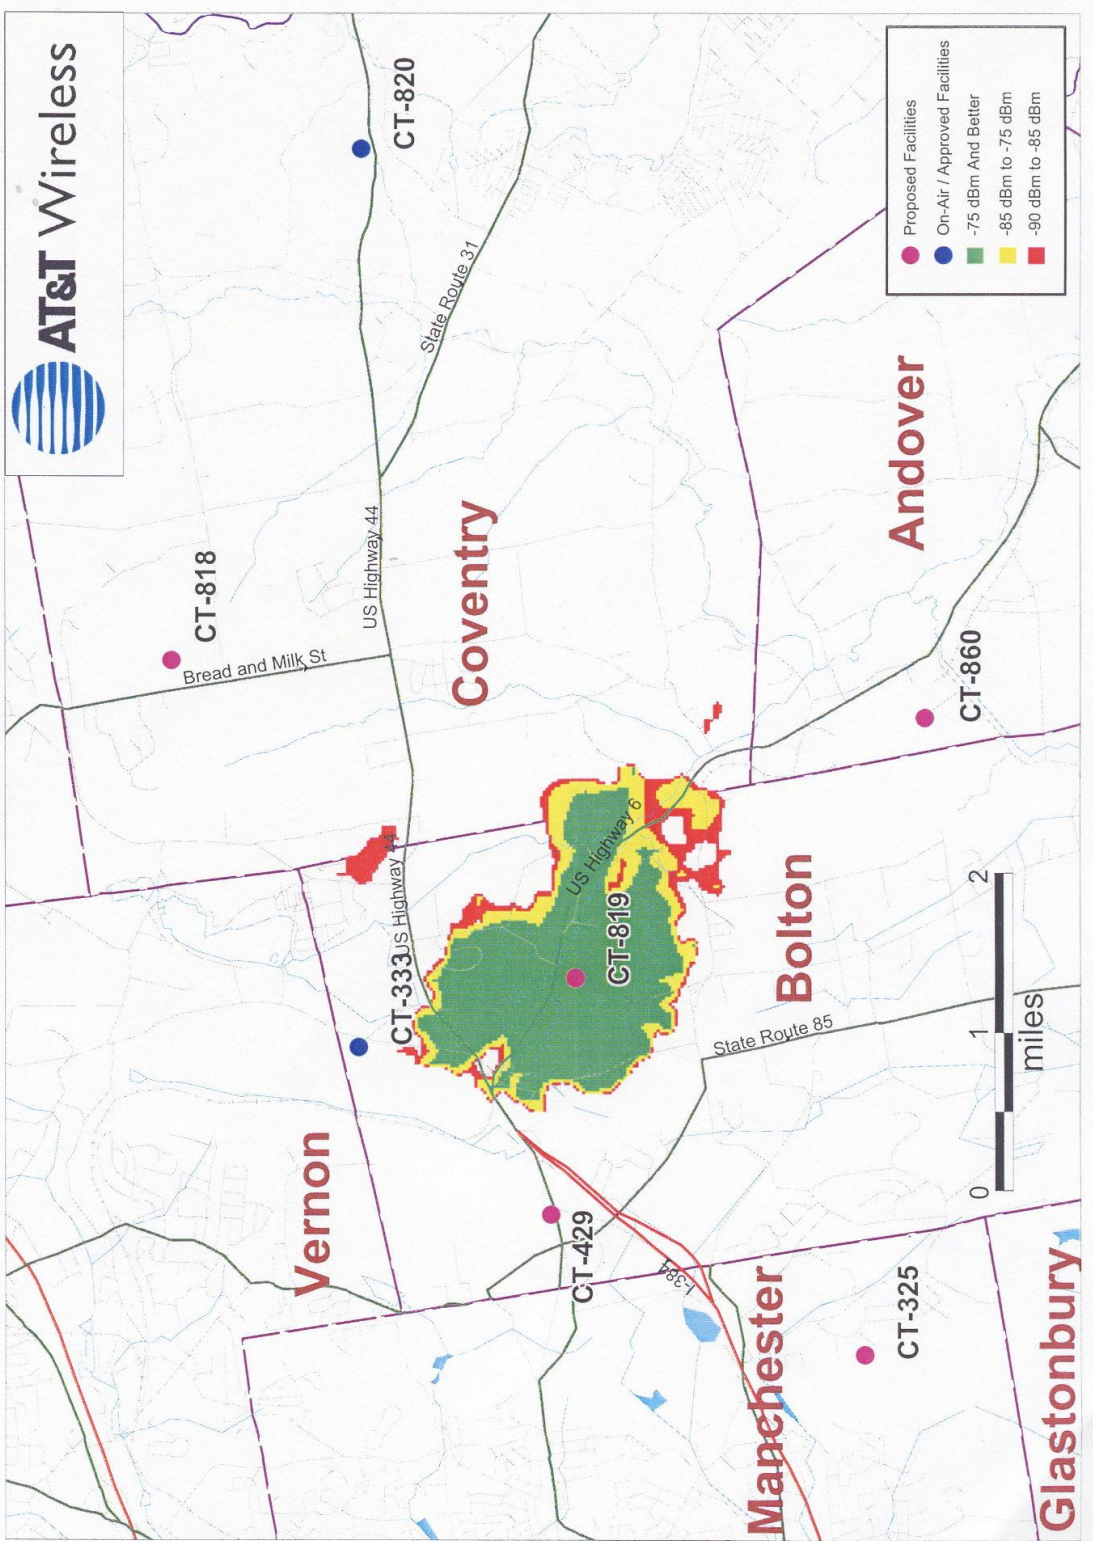 AT&T Wireless
CT-820
CT-818
State Route 31
US Highway 44
Bread and Milk St
Coventry
Proposed Facilities
On-Air / Approved Facilities
-75 dBm And Better
-85 dBm to -75 dBm
-90 dBm to -85 dBm
Andover
CT-860
Vernon
CT-333
US Highway 44
US Highway 6
CT-819
Bolton
State Route 85
CT-429
I-384
Manchester
CT-325
Glastonbury
0 1 2
miles